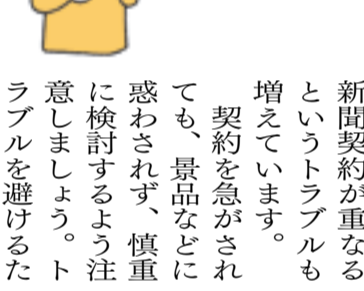 新聞契約が重なる
というトラブルも
増えています。
　契約を急がされ
ても、景品などに
惑わされず、慎重
に検討するよう注
意しましょう。ト
ラブルを避けるた